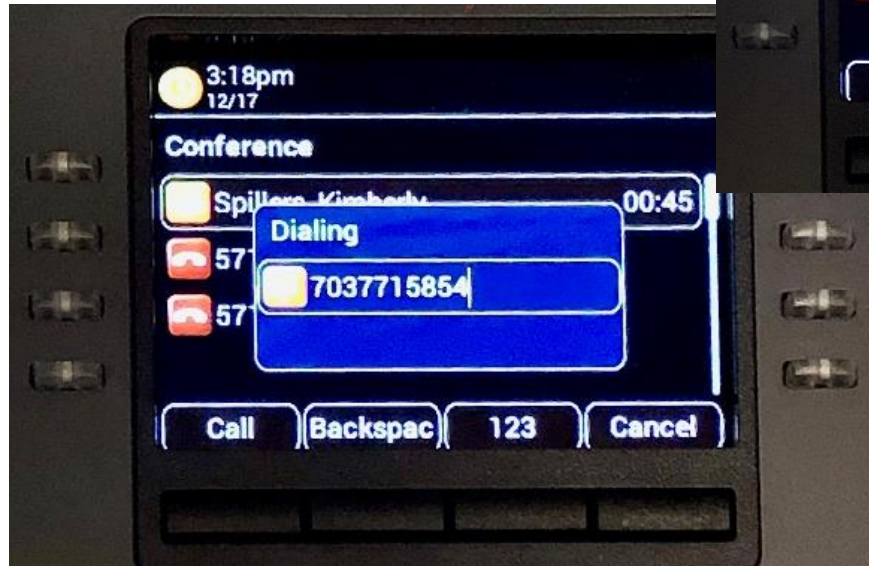 3:18pm
12/17
Conference
Spillers, Kimberly 00:45
Dialing
57
7037715854
57
Call Backspac 123 Cancel